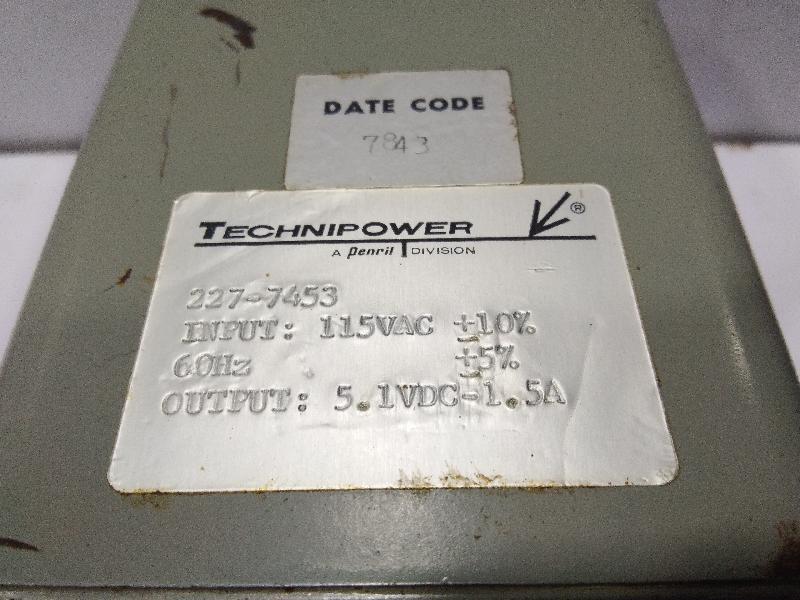 DATE CODE
7843
TECHNIPOWER ®
A Penril DIVISION
227-7453
INPUT: 115VAC ±10%
60Hz ±5%
OUTPUT: 5.1VDC-1.5A